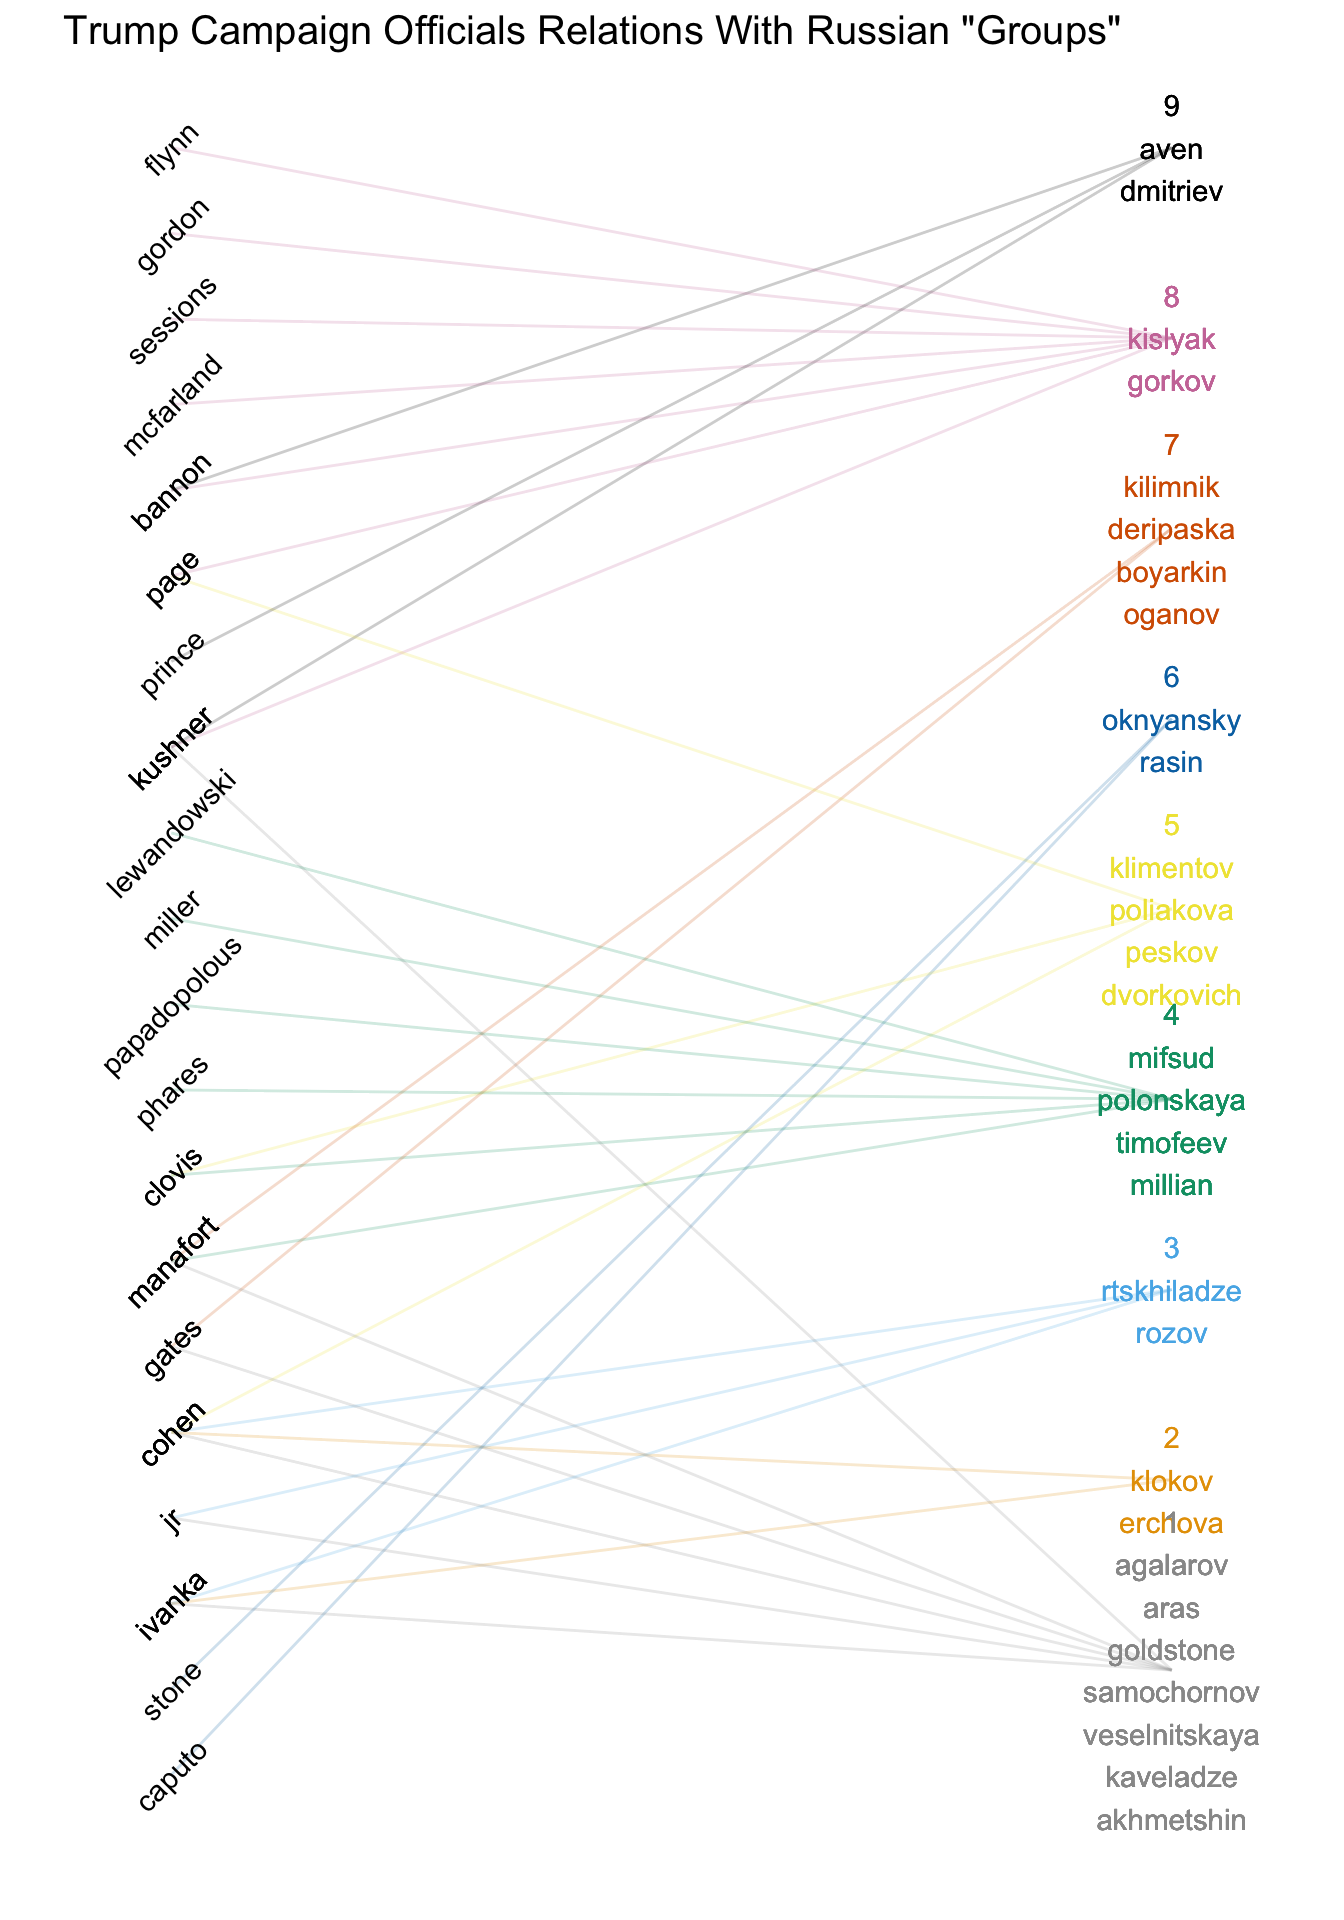 Trump Campaign Officials Relations With Russian "Groups"
flynn
gordon
sessions
mcfarland
bannon
page
prince
kushner
lewandowski
miller
papadopolous
phares
clovis
manafort
gates
cohen
jr
ivanka
stone
caputo
9
aven
dmitriev
8
kislyak
gorkov
7
kilimnik
deripaska
boyarkin
oganov
6
oknyansky
rasin
5
klimentov
poliakova
peskov
dvorkovich
4
mifsud
polonskaya
timofeev
millian
3
rtskhiladze
rozov
2
klokov
erchova
1
agalarov
aras
goldstone
samochornov
veselnitskaya
kaveladze
akhmetshin